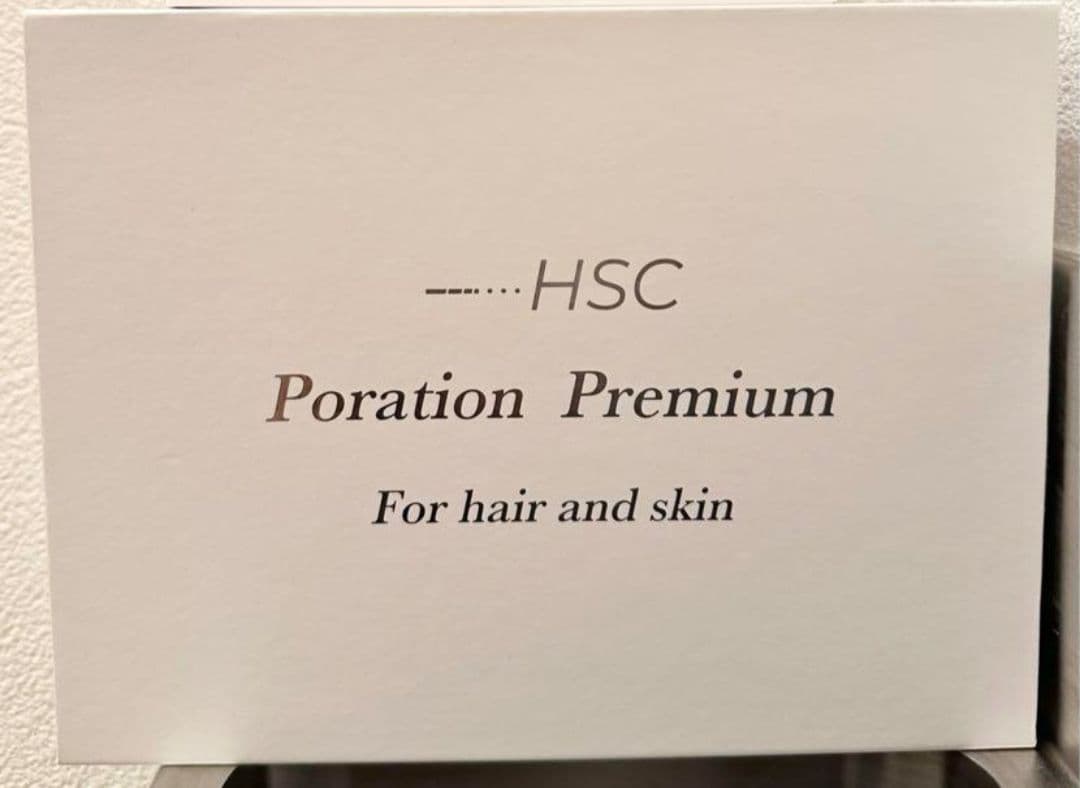 HSC
Poration Premium
For hair and skin